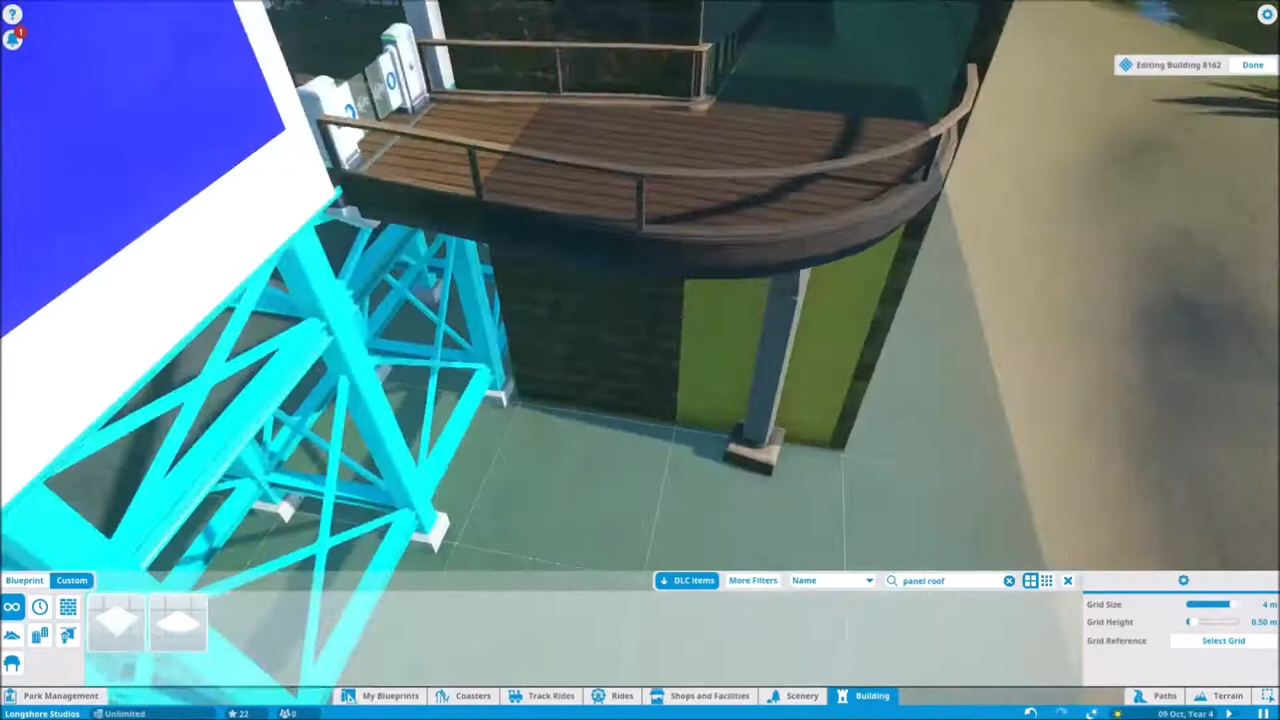 ?
1
Editing Building 8162 Done
Blueprint Custom
DLC Items More Filters Name panel roof
Grid Size 4 m
Grid Height 0.50 m
Grid Reference Select Grid
Park Management My Blueprints Coasters Track Rides Rides Shops and Facilities Scenery Building Paths Terrain
Longshore Studios Unlimited 22 0 09 Oct, Year 4